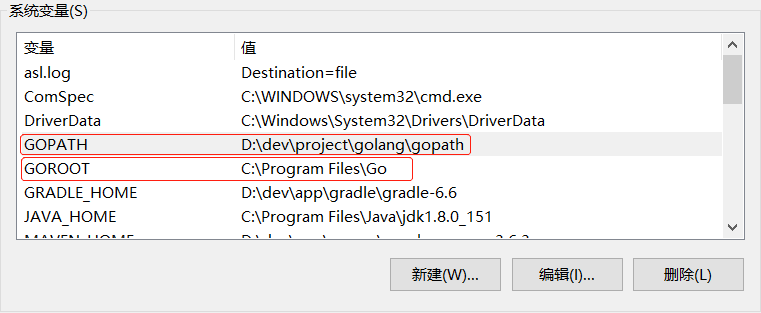 系统变量(S)
变量 值
asl.log Destination=file
ComSpec C:\WINDOWS\system32\cmd.exe
DriverData C:\Windows\System32\Drivers\DriverData
GOPATH D:\dev\project\golang\gopath
GOROOT C:\Program Files\Go
GRADLE_HOME D:\dev\app\gradle\gradle-6.6
JAVA_HOME C:\Program Files\Java\jdk1.8.0_151
新建(W)... 编辑(I)... 删除(L)